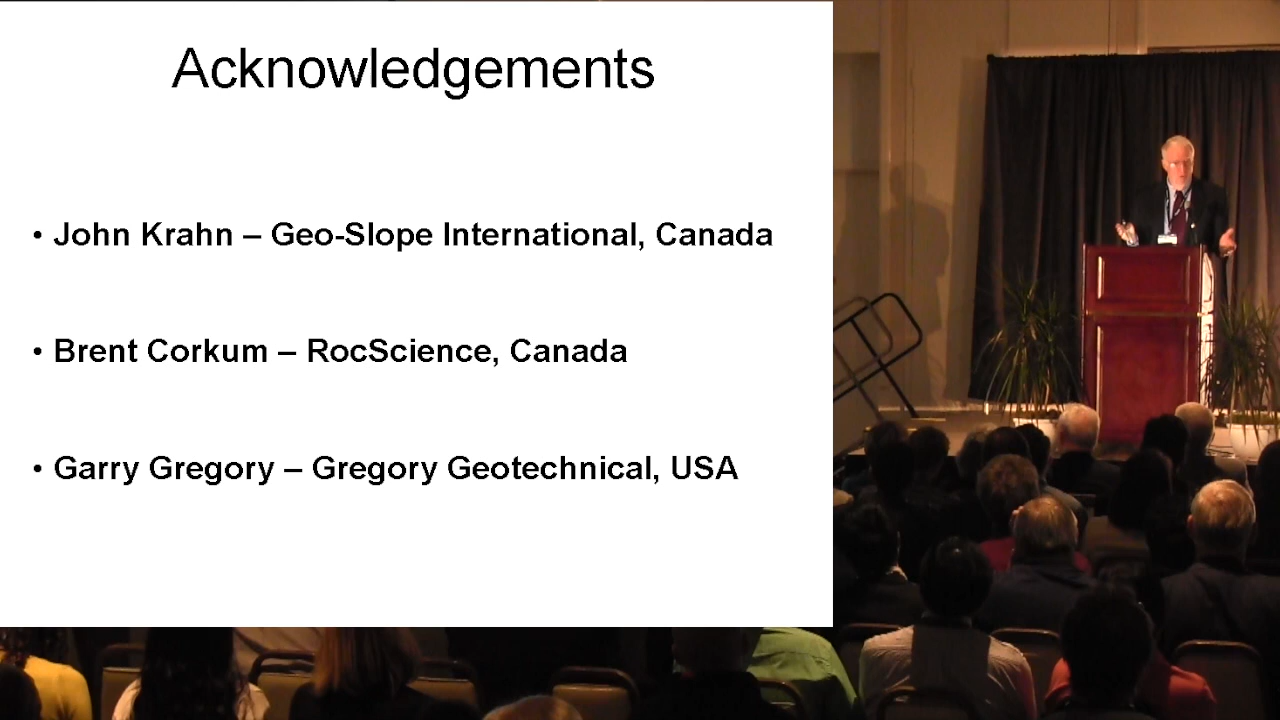 Acknowledgements
• John Krahn – Geo-Slope International, Canada
• Brent Corkum – RocScience, Canada
• Garry Gregory – Gregory Geotechnical, USA